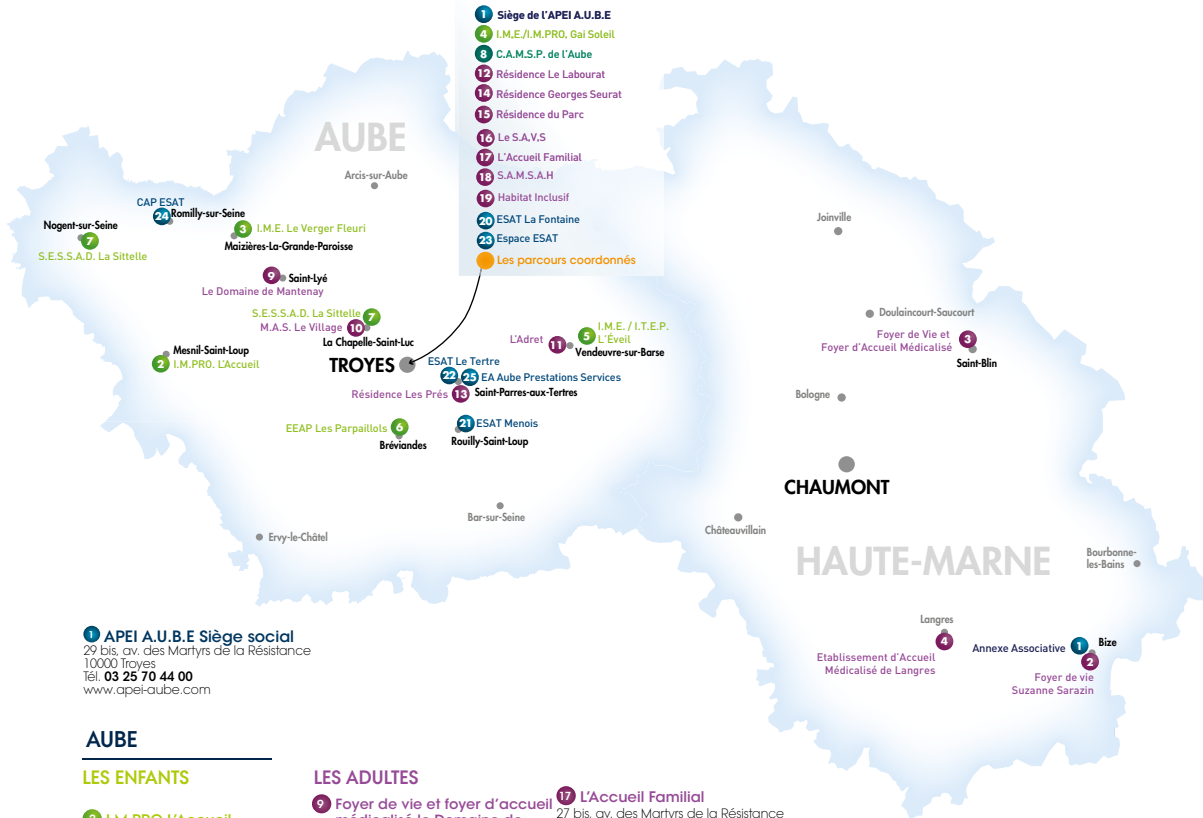 1 Siège de l'APEI A.U.B.E
4 I.M.E./I.M.PRO, Gai Soleil
8 C.A.M.S.P. de l'Aube
12 Résidence Le Labourat
14 Résidence Georges Seurat
15 Résidence du Parc
16 Le S.A.V.S
17 L'Accueil Familial
18 S.A.M.S.A.H
19 Habitat Inclusif
20 ESAT La Fontaine
23 Espace ESAT
Les parcours coordonnés
AUBE
Arcis-sur-Aube
CAP ESAT
24 Romilly-sur-Seine
Nogent-sur-Seine
7
S.E.S.S.A.D. La Sittelle
3 I.M.E. Le Verger Fleuri
Maizières-La-Grande-Paroisse
9 Saint-Lyé
Le Domaine de Mantenay
S.E.S.S.A.D. La Sittelle 7
M.A.S. Le Village 10
La Chapelle-Saint-Luc
Mesnil-Saint-Loup
2 I.M.PRO. L'Accueil
TROYES
L'Adret 11
5 I.M.E. / I.T.E.P.
L'Éveil
Vendeuvre-sur-Barse
ESAT Le Tertre
22 25 EA Aube Prestations Services
Résidence Les Prés 13 Saint-Parres-aux-Tertres
EEAP Les Parpaillols 6
Bréviandes
21 ESAT Menois
Rouilly-Saint-Loup
Bar-sur-Seine
Ervy-le-Châtel
Joinville
Doulaincourt-Saucourt
Foyer de Vie et
Foyer d'Accueil Médicalisé
3
Saint-Blin
Bologne
CHAUMONT
Châteauvillain
HAUTE-MARNE
Bourbonne-
les-Bains
Langres
4
Etablissement d'Accueil
Médicalisé de Langres
Annexe Associative 1 Bize
2
Foyer de vie
Suzanne Sarazin
1 APEI A.U.B.E Siège social
29 bis, av. des Martyrs de la Résistance
10000 Troyes
Tél. 03 25 70 44 00
www.apei-aube.com
AUBE
LES ENFANTS
2 I.M.PRO L'Accueil
LES ADULTES
9 Foyer de vie et foyer d'accueil
médicalisé le Domaine de
17 L'Accueil Familial
27 bis, av. des Martyrs de la Résistance